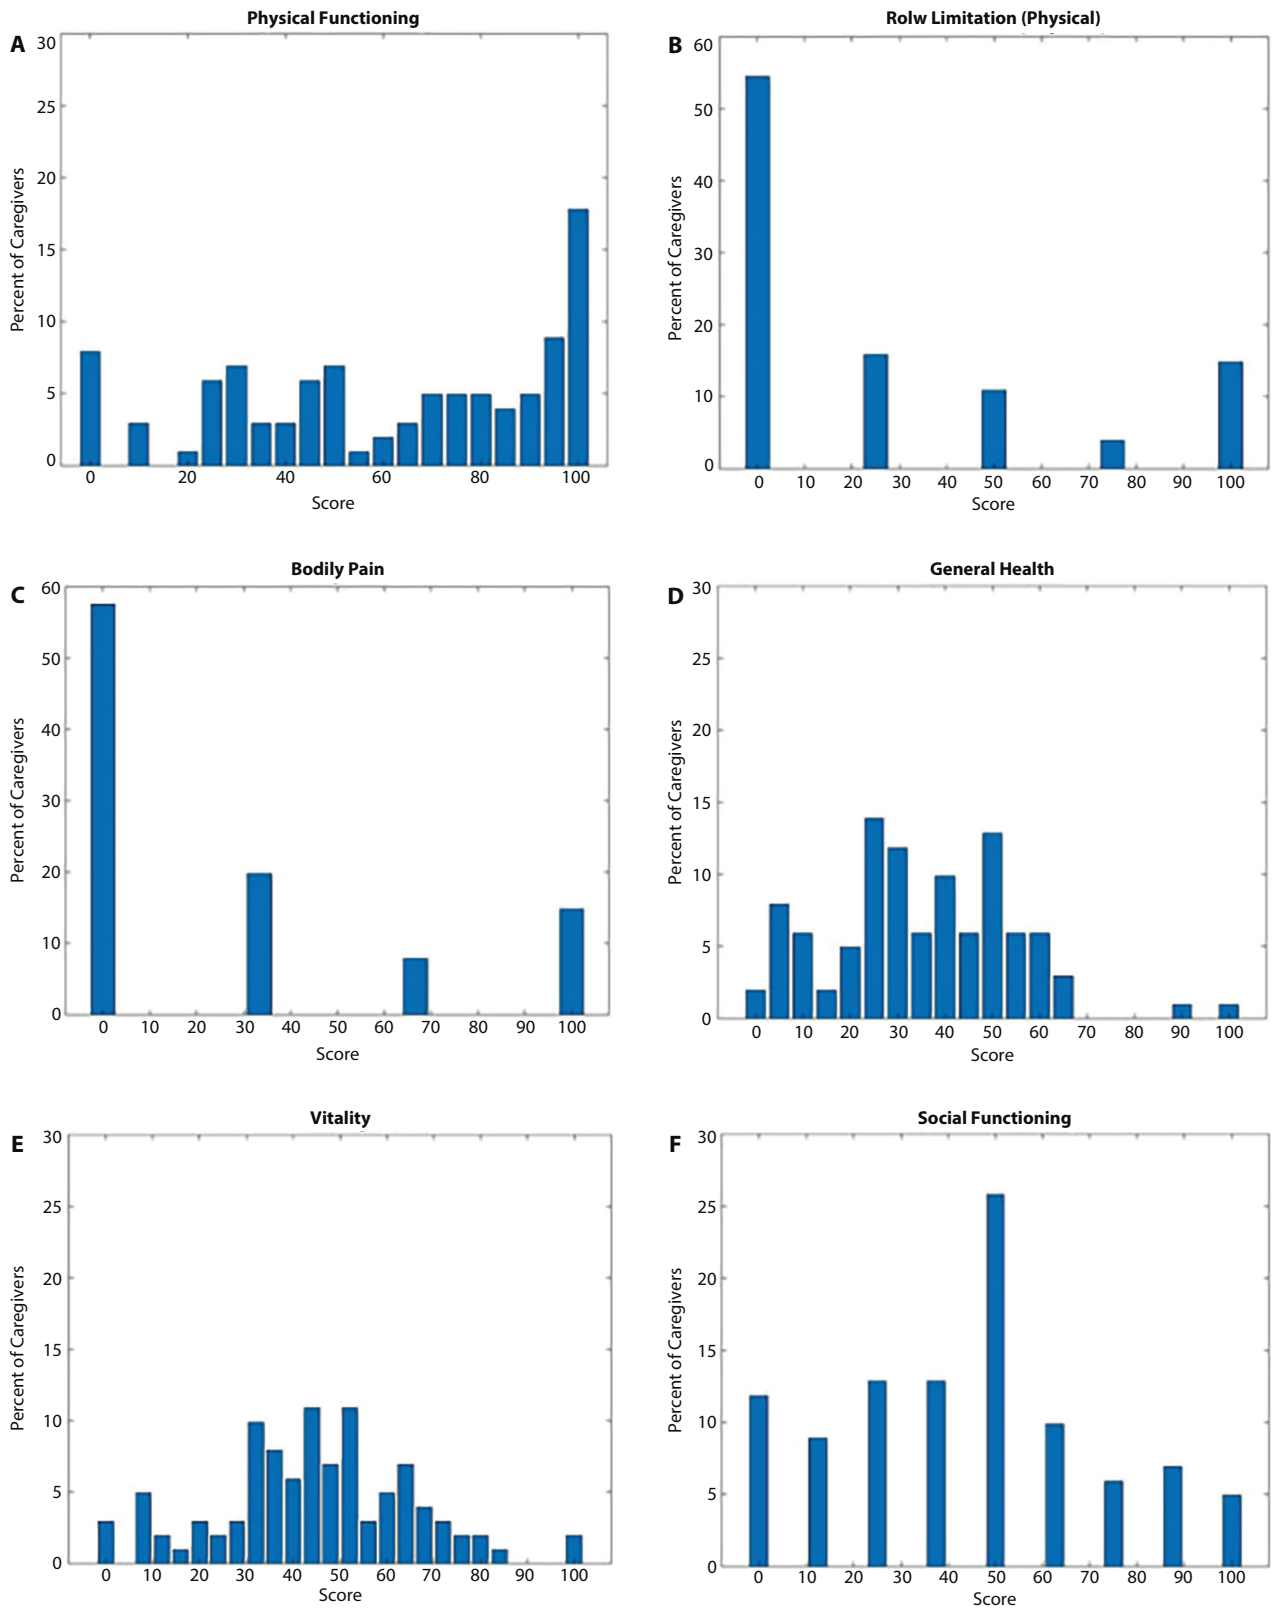 Physical Functioning
A
30
25
20
15
10
5
0
Percent of Caregivers
0 20 40 60 80 100
Score
Rolw Limitation (Physical)
B
60
50
40
30
20
10
0
Percent of Caregivers
0 10 20 30 40 50 60 70 80 90 100
Score
Bodily Pain
C
60
50
40
30
20
10
0
Percent of Caregivers
0 10 20 30 40 50 60 70 80 90 100
Score
General Health
D
30
25
20
15
10
5
0
Percent of Caregivers
0 10 20 30 40 50 60 70 80 90 100
Score
Vitality
E
30
25
20
15
10
5
0
Percent of Caregivers
0 10 20 30 40 50 60 70 80 90 100
Score
Social Functioning
F
30
25
20
15
10
5
0
Percent of Caregivers
0 10 20 30 40 50 60 70 80 90 100
Score